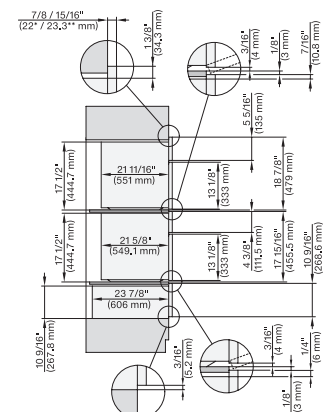 7/8 / 15/16"
(22* / 23.3** mm)
1 3/8"
(34.3 mm)
3/16"
(4 mm)
1/8"
(3 mm)
7/16"
(10.8 mm)
5 5/16"
(135 mm)
17 1/2"
(444.7 mm)
21 11/16"
(551 mm)
13 1/8"
(333 mm)
18 7/8"
(479 mm)
17 1/2"
(444.7 mm)
21 5/8"
(549.1 mm)
13 1/8"
(333 mm)
4 3/8"
(111.5 mm)
17 15/16"
(455.5 mm)
10 9/16"
(268.6 mm)
23 7/8"
(606 mm)
10 9/16"
(267.8 mm)
3/16"
(5.2 mm)
3/16"
(4 mm)
1/4"
(6 mm)
1/8"
(3 mm)